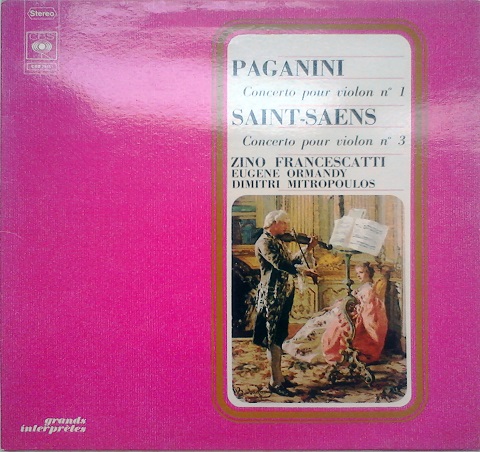 Stereo
CBS
PAGANINI
Concerto pour violon n° 1
SAINT-SAENS
Concerto pour violon n° 3
ZINO FRANCESCATTI
EUGENE ORMANDY
DIMITRI MITROPOULOS
grands
interprètes